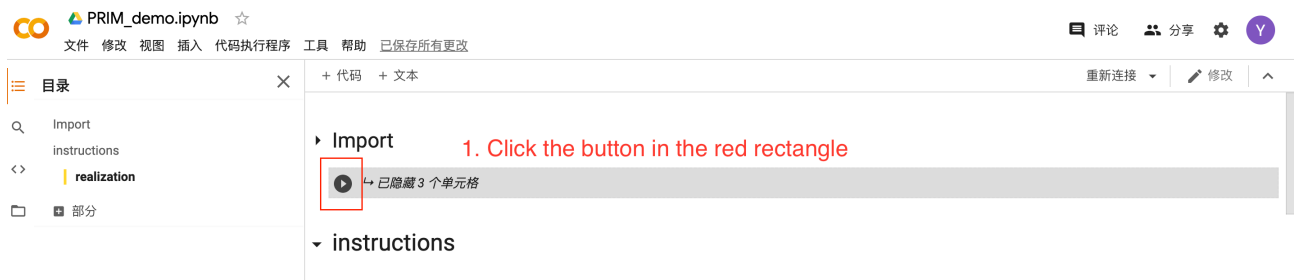 PRIM_demo.ipynb
文件 修改 视图 插入 代码执行程序 工具 帮助 已保存所有更改
评论 分享 Y
目录
+ 代码 + 文本
重新连接 修改
Import
instructions
realization
部分
Import
1. Click the button in the red rectangle
已隐藏 3 个单元格
instructions